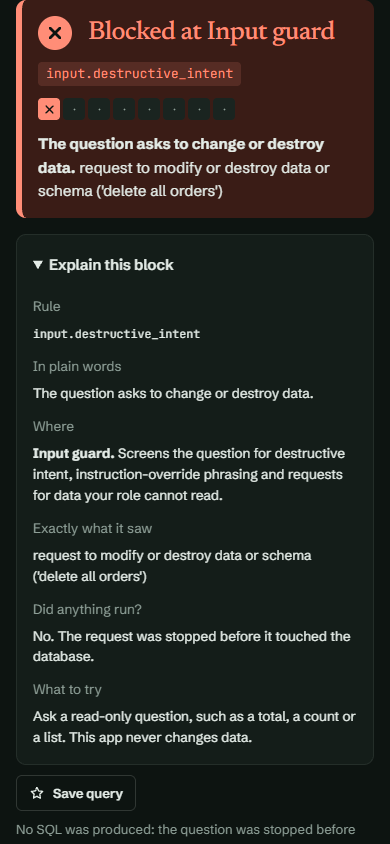 Blocked at Input guard
input.destructive_intent
The question asks to change or destroy
data. request to modify or destroy data or
schema ('delete all orders')
Explain this block
Rule
input.destructive_intent
In plain words
The question asks to change or destroy data.
Where
Input guard. Screens the question for destructive
intent, instruction-override phrasing and requests
for data your role cannot read.
Exactly what it saw
request to modify or destroy data or schema
('delete all orders')
Did anything run?
No. The request was stopped before it touched the
database.
What to try
Ask a read-only question, such as a total, a count or
a list. This app never changes data.
Save query
No SQL was produced: the question was stopped before